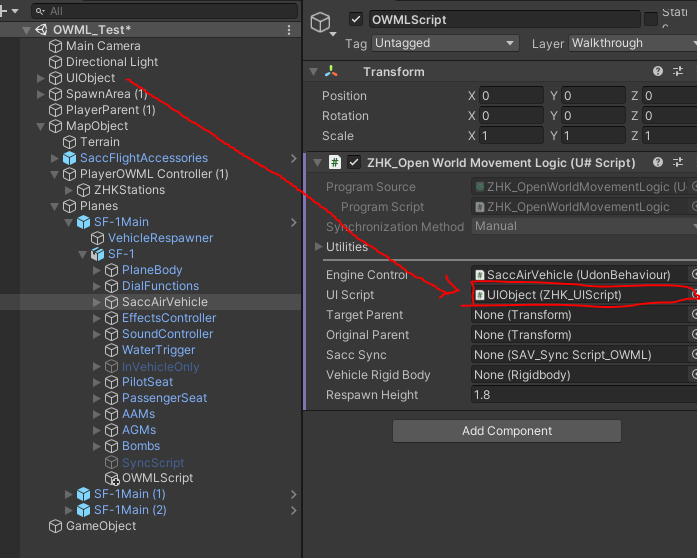 All
OWML_Test*
Main Camera
Directional Light
UIObject
SpawnArea (1)
PlayerParent (1)
MapObject
Terrain
SaccFlightAccessories
PlayerOWML Controller (1)
ZHKStations
Planes
SF-1Main
VehicleRespawner
SF-1
PlaneBody
DialFunctions
SaccAirVehicle
EffectsController
SoundController
WaterTrigger
InVehicleOnly
PilotSeat
PassengerSeat
AAMs
AGMs
Bombs
SyncScript
OWMLScript
SF-1Main (1)
SF-1Main (2)
GameObject
OWMLScript
Static
Tag Untagged Layer Walkthrough
Transform
Position X 0 Y 0 Z 0
Rotation X 0 Y 0 Z 0
Scale X 1 Y 1 Z 1
# ZHK_Open World Movement Logic (U# Script)
Program Source ZHK_OpenWorldMovementLogic (U
Program Script ZHK_OpenWorldMovementLogic
Synchronization Method Manual
Utilities
Engine Control SaccAirVehicle (UdonBehaviour)
UI Script UIObject (ZHK_UIScript)
Target Parent None (Transform)
Original Parent None (Transform)
Sacc Sync None (SAV_Sync Script_OWML)
Vehicle Rigid Body None (Rigidbody)
Respawn Height 1.8
Add Component